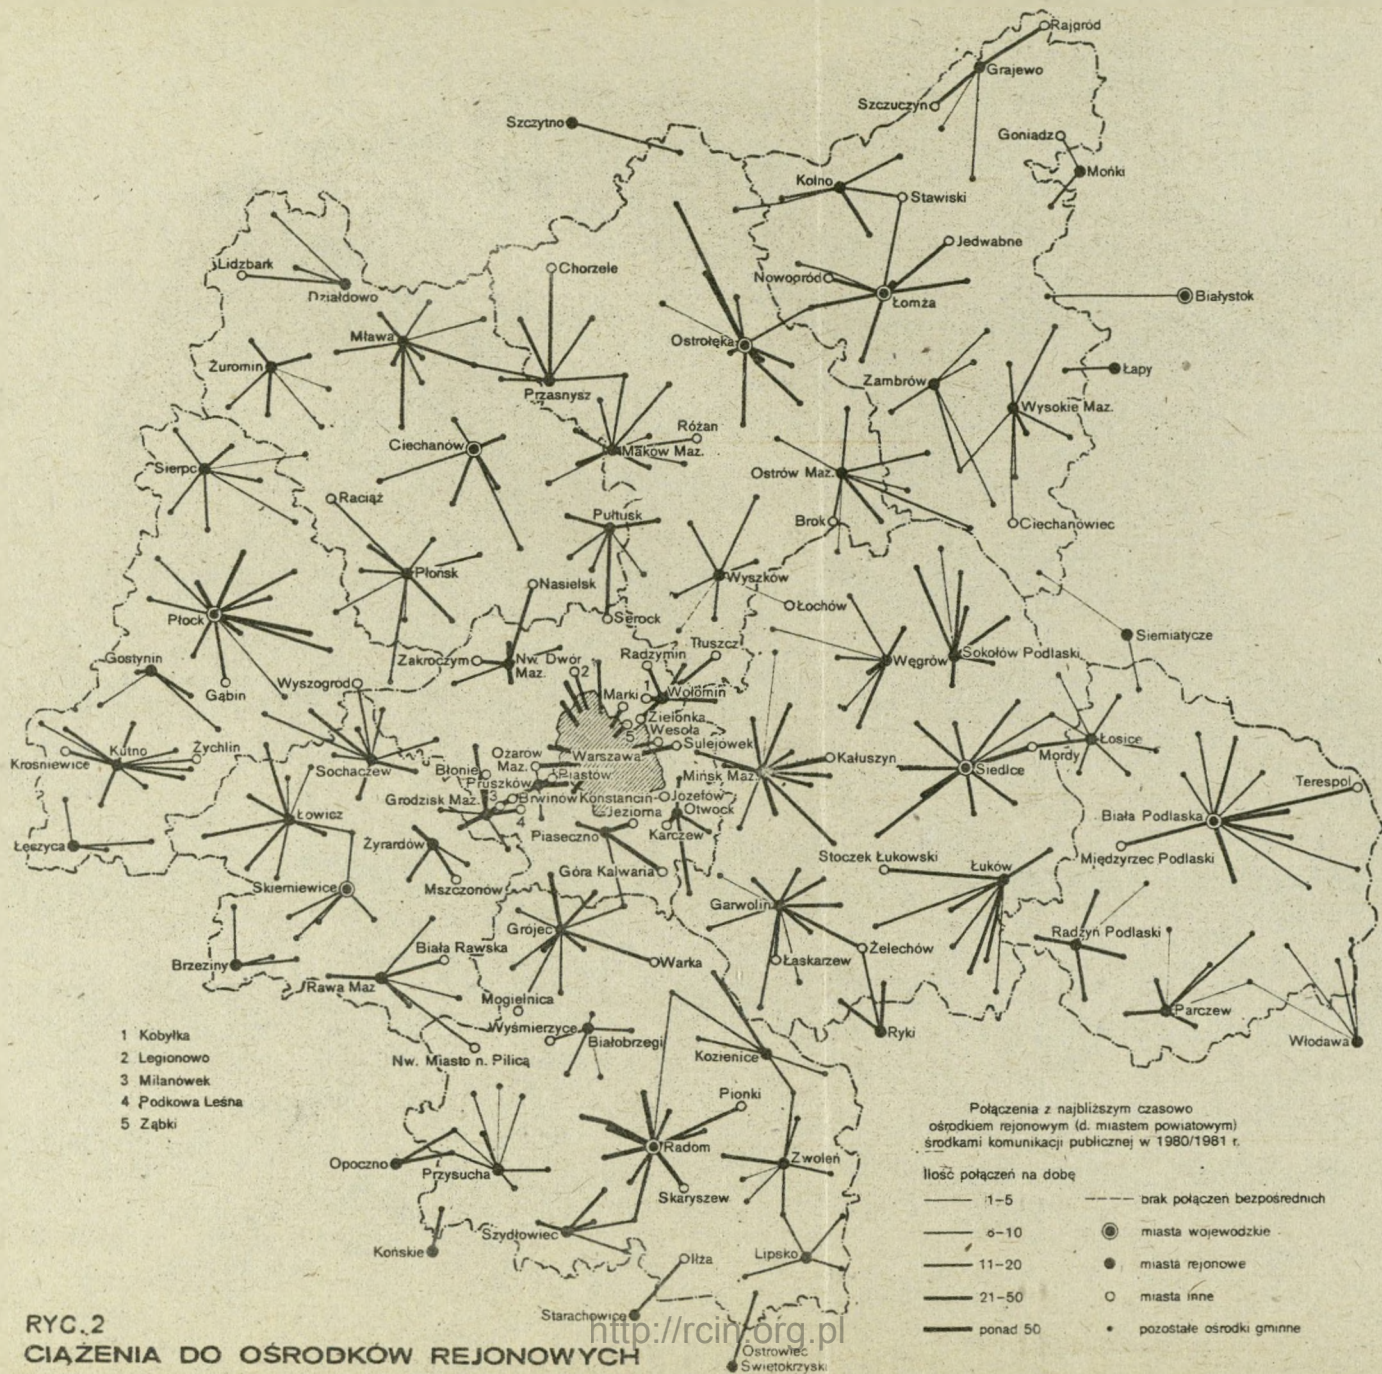 Rajgród
Grajewo
Szczuczyn
Szczytno
Goniadz
Mońki
Kolno
Stawiski
Jedwabne
Lidzbark
Działdowo
Chorzele
Nowogród
Łomża
Białystok
Mława
Ostrołęka
Żuromin
Przasnysz
Zambrów
Łapy
Wysokie Maz.
Ciechanów
Różan
Maków Maz.
Sierpc
Ostrów Maz.
Raciąż
Pułtusk
Brok
Ciechanowiec
Płońsk
Nasielsk
Wyszków
Łochów
Płock
Serock
Siemiatycze
Gostynin
Zakroczym
Nw. Dwór
Maz.
2
Radzymin
Tłuszcz
Węgrów
Sokołów Podlaski
Gąbin
Wyszogród
Marki
1
Wołomin
Zielonka
Wesoła
5
Sulejówek
Kutno
Żychlin
Krośniewice
Sochaczew
Ożarów
Maz.
Warszawa
Kałuszyn
Mordy
Łosice
Błonie
Piastów
Pruszków
Mińsk Maz.
Siedlce
Terespol
Grodzisk Maz.
3
Brwinów
4
Konstancin-
Jeziorna
Józefów
Otwock
Karczew
Biała Podlaska
Łowicz
Łęczyca
Żyrardów
Piaseczno
Międzyrzec Podlaski
Stoczek Łukowski
Łuków
Skierniewice
Mszczonów
Góra Kalwaria
Garwolin
Grójec
Radzyń Podlaski
Biała Rawska
Żelechów
Brzeziny
Rawa Maz
Warka
Łaskarzew
Mogielnica
Parczew
Wyśmierzyce
Białobrzegi
Ryki
Włodawa
Nw. Miasto n. Pilicą
Kozienice
1 Kobyłka
2 Legionowo
3 Milanówek
4 Podkowa Leśna
5 Ząbki
Pionki
Opoczno
Przysucha
Radom
Zwoleń
Skaryszew
Szydłowiec
Końskie
Iłża
Lipsko
Starachowice
Ostrowiec
Świętokrzyski
Połączenia z najbliższym czasowo
ośrodkiem rejonowym (d. miastem powiatowym)
środkami komunikacji publicznej w 1980/1981 r.
Ilość połączeń na dobę
1-5
brak połączeń bezpośrednich
6-10
miasta wojewodzkie
11-20
miasta rejonowe
21-50
miasta inne
ponad 50
pozostałe ośrodki gminne
RYC. 2
CIĄŻENIA DO OŚRODKÓW REJONOWYCH
http://rcin.org.pl